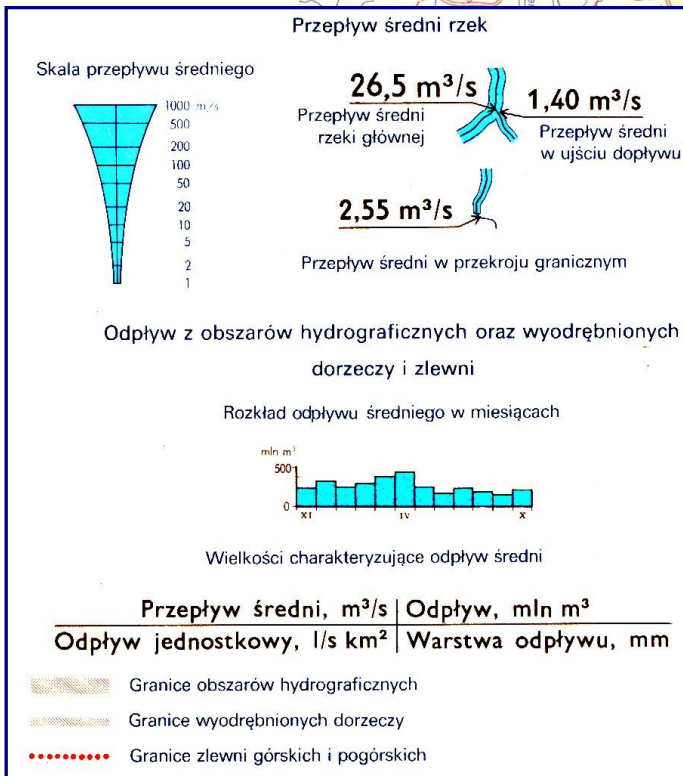 Przepływ średni rzek
Skala przepływu średniego
1000 m³/s
500
200
100
50
20
10
5
2
1
26,5 m³/s
Przepływ średni
rzeki głównej
1,40 m³/s
Przepływ średni
w ujściu dopływu
2,55 m³/s
Przepływ średni w przekroju granicznym
Odpływ z obszarów hydrograficznych oraz wyodrębnionych
dorzeczy i zlewni
Rozkład odpływu średniego w miesiącach
mln m³
500
0
XI IV X
Wielkości charakteryzujące odpływ średni
Przepływ średni, m³/s | Odpływ, mln m³
Odpływ jednostkowy, l/s km² | Warstwa odpływu, mm
Granice obszarów hydrograficznych
Granice wyodrębnionych dorzeczy
Granice zlewni górskich i pogórskich